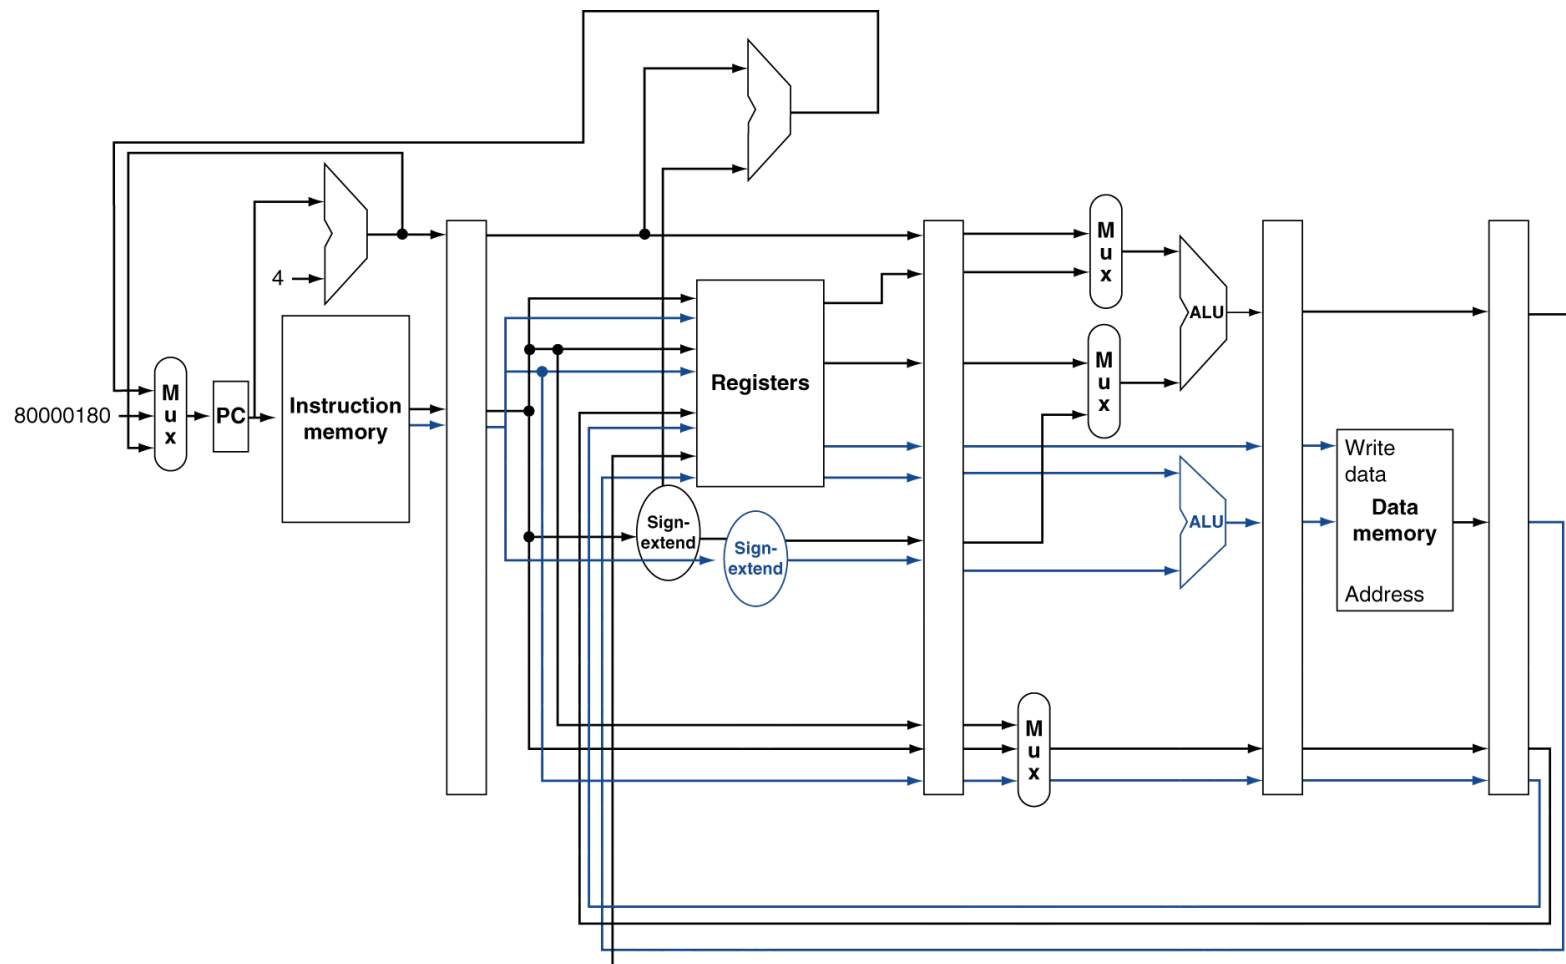 M
u
x
ALU
4
M
u
x
Instruction
memory
Registers
80000180
M
u
x
PC
Write
data
Data
memory
Address
Sign-
extend
Sign-
extend
ALU
M
u
x